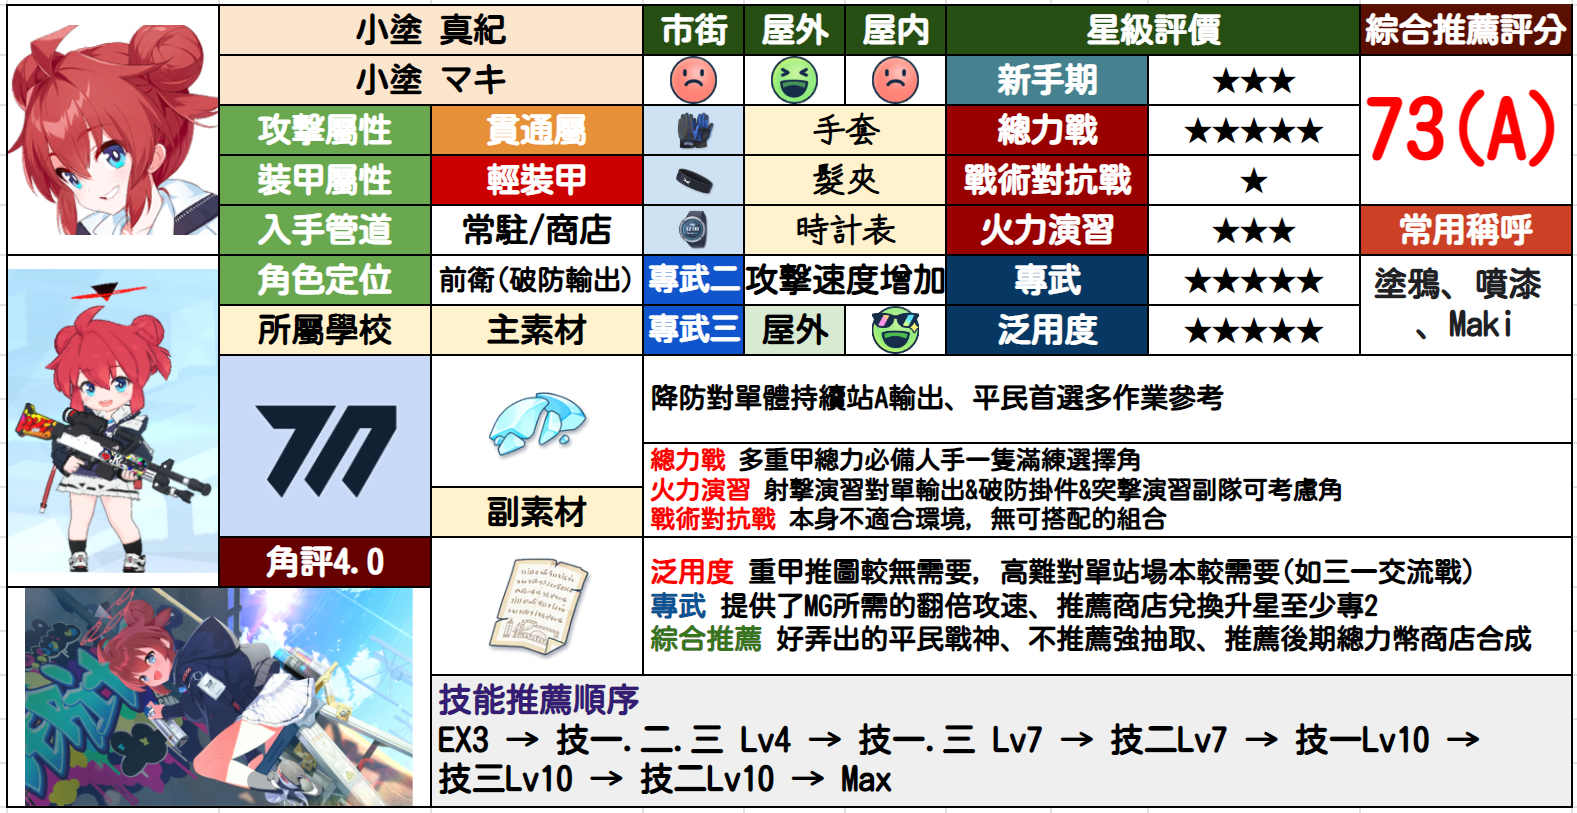 小塗 真紀
市街
屋外
屋内
星級評價
綜合推薦評分
小塗 マキ
新手期
★★★
73(A)
攻擊屬性
貫通屬
手套
總力戰
★★★★★
裝甲屬性
輕裝甲
髮夾
戰術對抗戰
★
入手管道
常駐/商店
時計表
火力演習
★★★
常用稱呼
角色定位
前衛(破防輸出)
專武二
攻擊速度增加
專武
★★★★★
塗鴉、噴漆
、Maki
所屬學校
主素材
專武三
屋外
泛用度
★★★★★
降防對單體持續站A輸出、平民首選多作業參考
總力戰 多重甲總力必備人手一隻滿練選擇角
火力演習 射擊演習對單輸出&破防掛件&突擊演習副隊可考慮角
戰術對抗戰 本身不適合環境, 無可搭配的組合
副素材
角評4.0
泛用度 重甲推圖較無需要, 高難對單站場本較需要(如三一交流戰)
專武 提供了MG所需的翻倍攻速、推薦商店兌換升星至少專2
綜合推薦 好弄出的平民戰神、不推薦強抽取、推薦後期總力幣商店合成
技能推薦順序
EX3 → 技一.二.三 Lv4 → 技一.三 Lv7 → 技二Lv7 → 技一Lv10 →
技三Lv10 → 技二Lv10 → Max